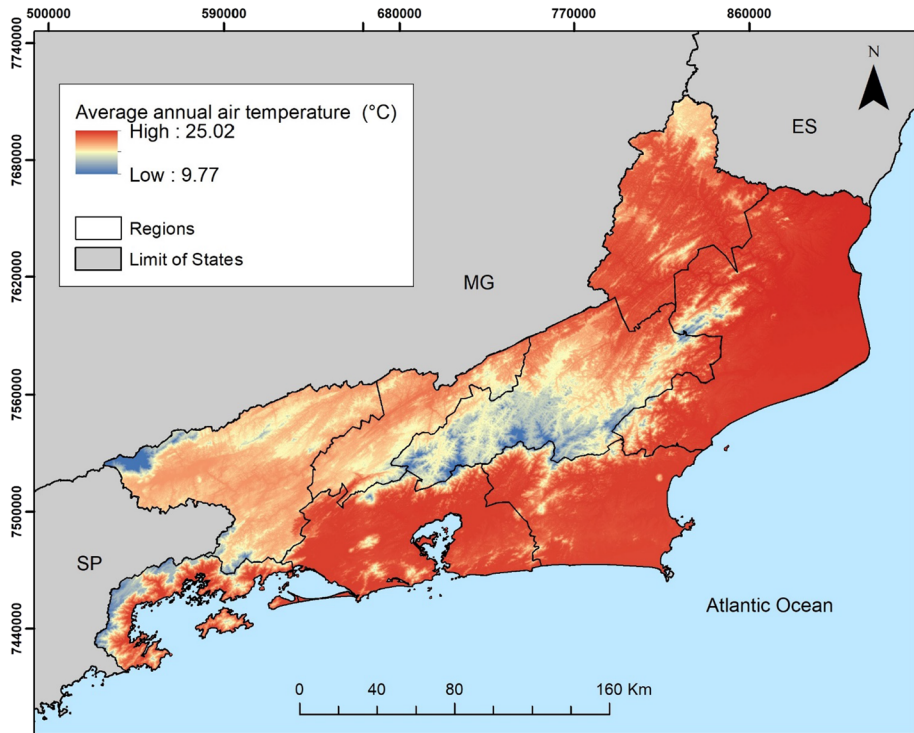 500000 590000 680000 770000 860000
7740000
7680000
7620000
7560000
7500000
7440000
N
Average annual air temperature (°C)
High : 25.02
Low : 9.77
Regions
Limit of States
ES
MG
SP
Atlantic Ocean
0 40 80 160 Km